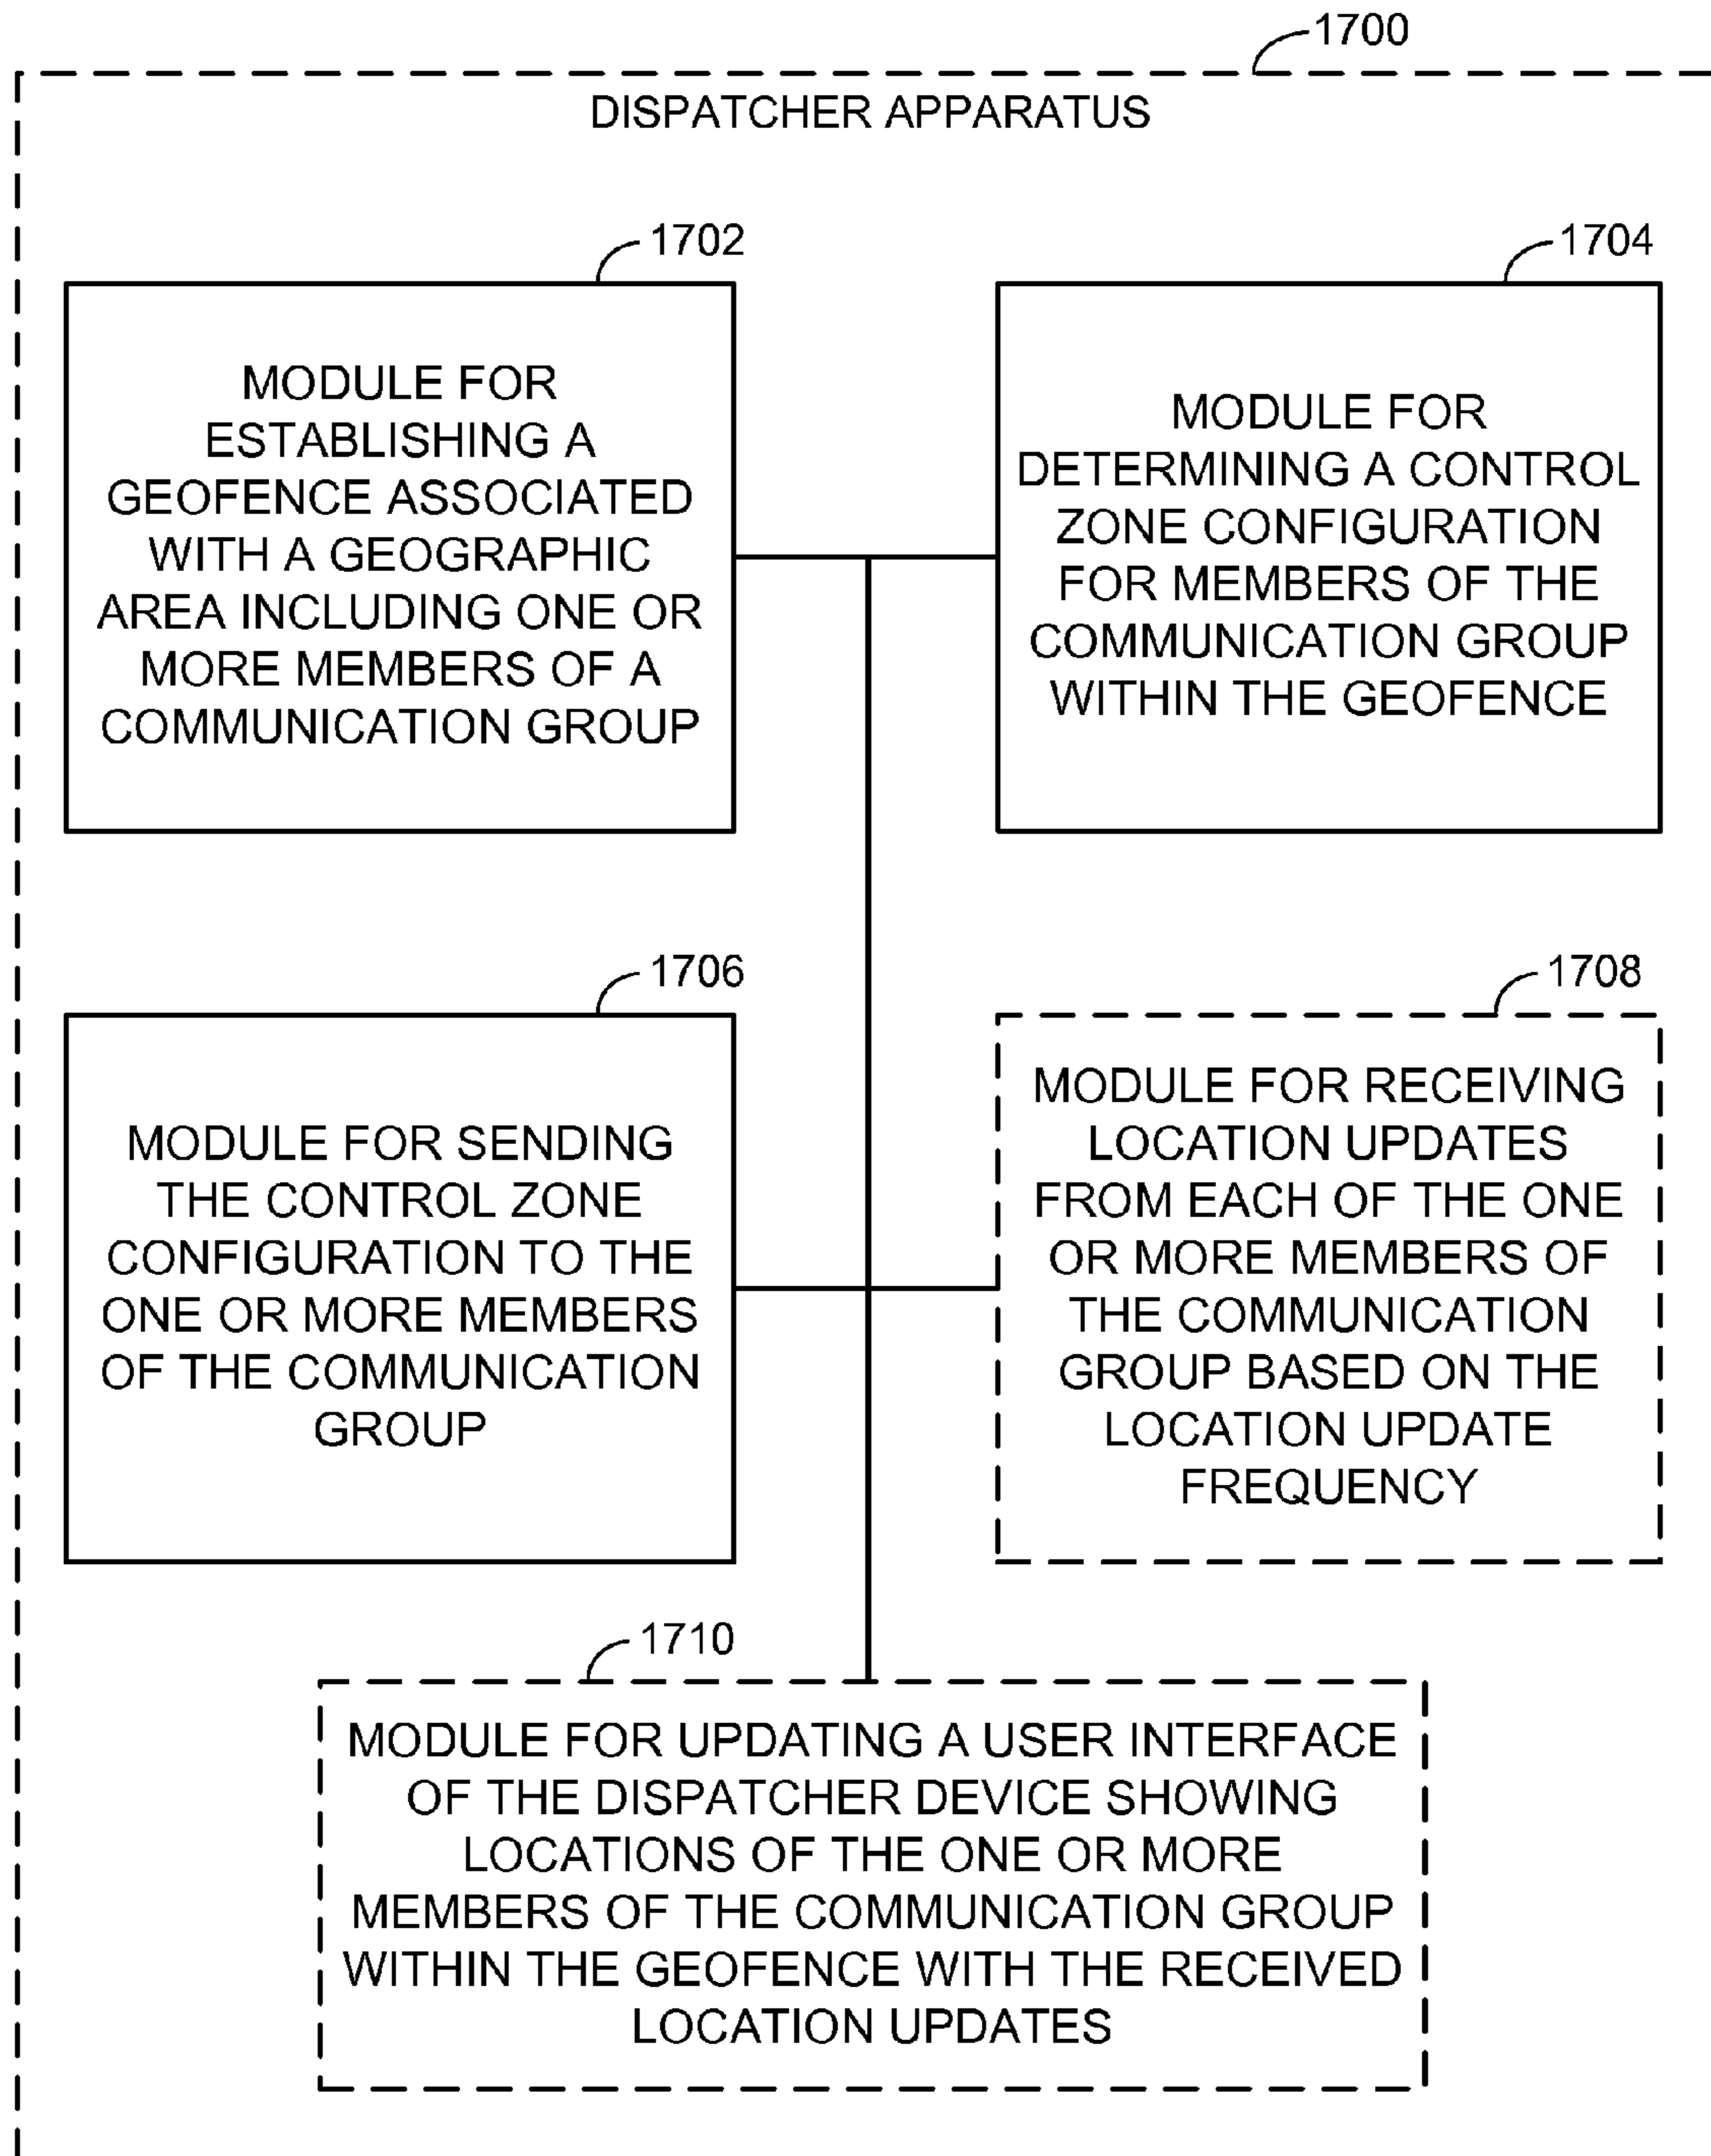 1700
DISPATCHER APPARATUS
1702
MODULE FOR
ESTABLISHING A
GEOFENCE ASSOCIATED
WITH A GEOGRAPHIC
AREA INCLUDING ONE OR
MORE MEMBERS OF A
COMMUNICATION GROUP
1704
MODULE FOR
DETERMINING A CONTROL
ZONE CONFIGURATION
FOR MEMBERS OF THE
COMMUNICATION GROUP
WITHIN THE GEOFENCE
1706
MODULE FOR SENDING
THE CONTROL ZONE
CONFIGURATION TO THE
ONE OR MORE MEMBERS
OF THE COMMUNICATION
GROUP
1708
MODULE FOR RECEIVING
LOCATION UPDATES
FROM EACH OF THE ONE
OR MORE MEMBERS OF
THE COMMUNICATION
GROUP BASED ON THE
LOCATION UPDATE
FREQUENCY
1710
MODULE FOR UPDATING A USER INTERFACE
OF THE DISPATCHER DEVICE SHOWING
LOCATIONS OF THE ONE OR MORE
MEMBERS OF THE COMMUNICATION GROUP
WITHIN THE GEOFENCE WITH THE RECEIVED
LOCATION UPDATES